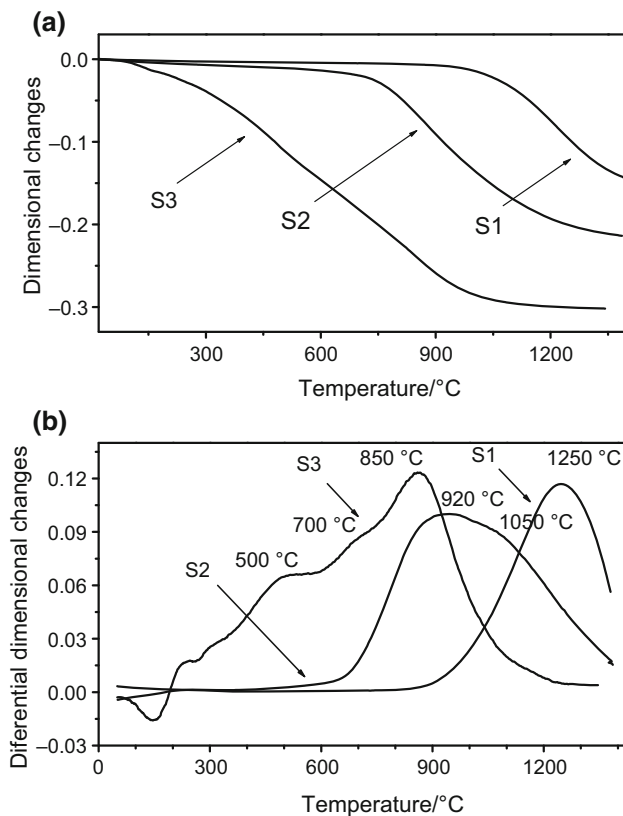 (a)
0.0
Dimensional changes
–0.1
S3
S2
S1
–0.2
–0.3
300
600
900
1200
Temperature/°C
(b)
Diferential dimensional changes
0.12
S3
850 °C
S1
1250 °C
920 °C
700 °C
1050 °C
0.09
500 °C
S2
0.06
0.03
0.00
–0.03
0
300
600
900
1200
Temperature/°C